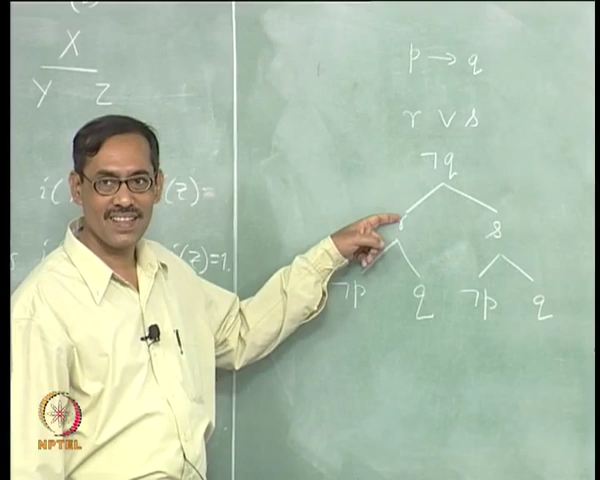 X
Y Z
i( (z)=
i(z)=1.
p → q
r ∨ s
¬q
r s
¬p q ¬p q
NPTEL